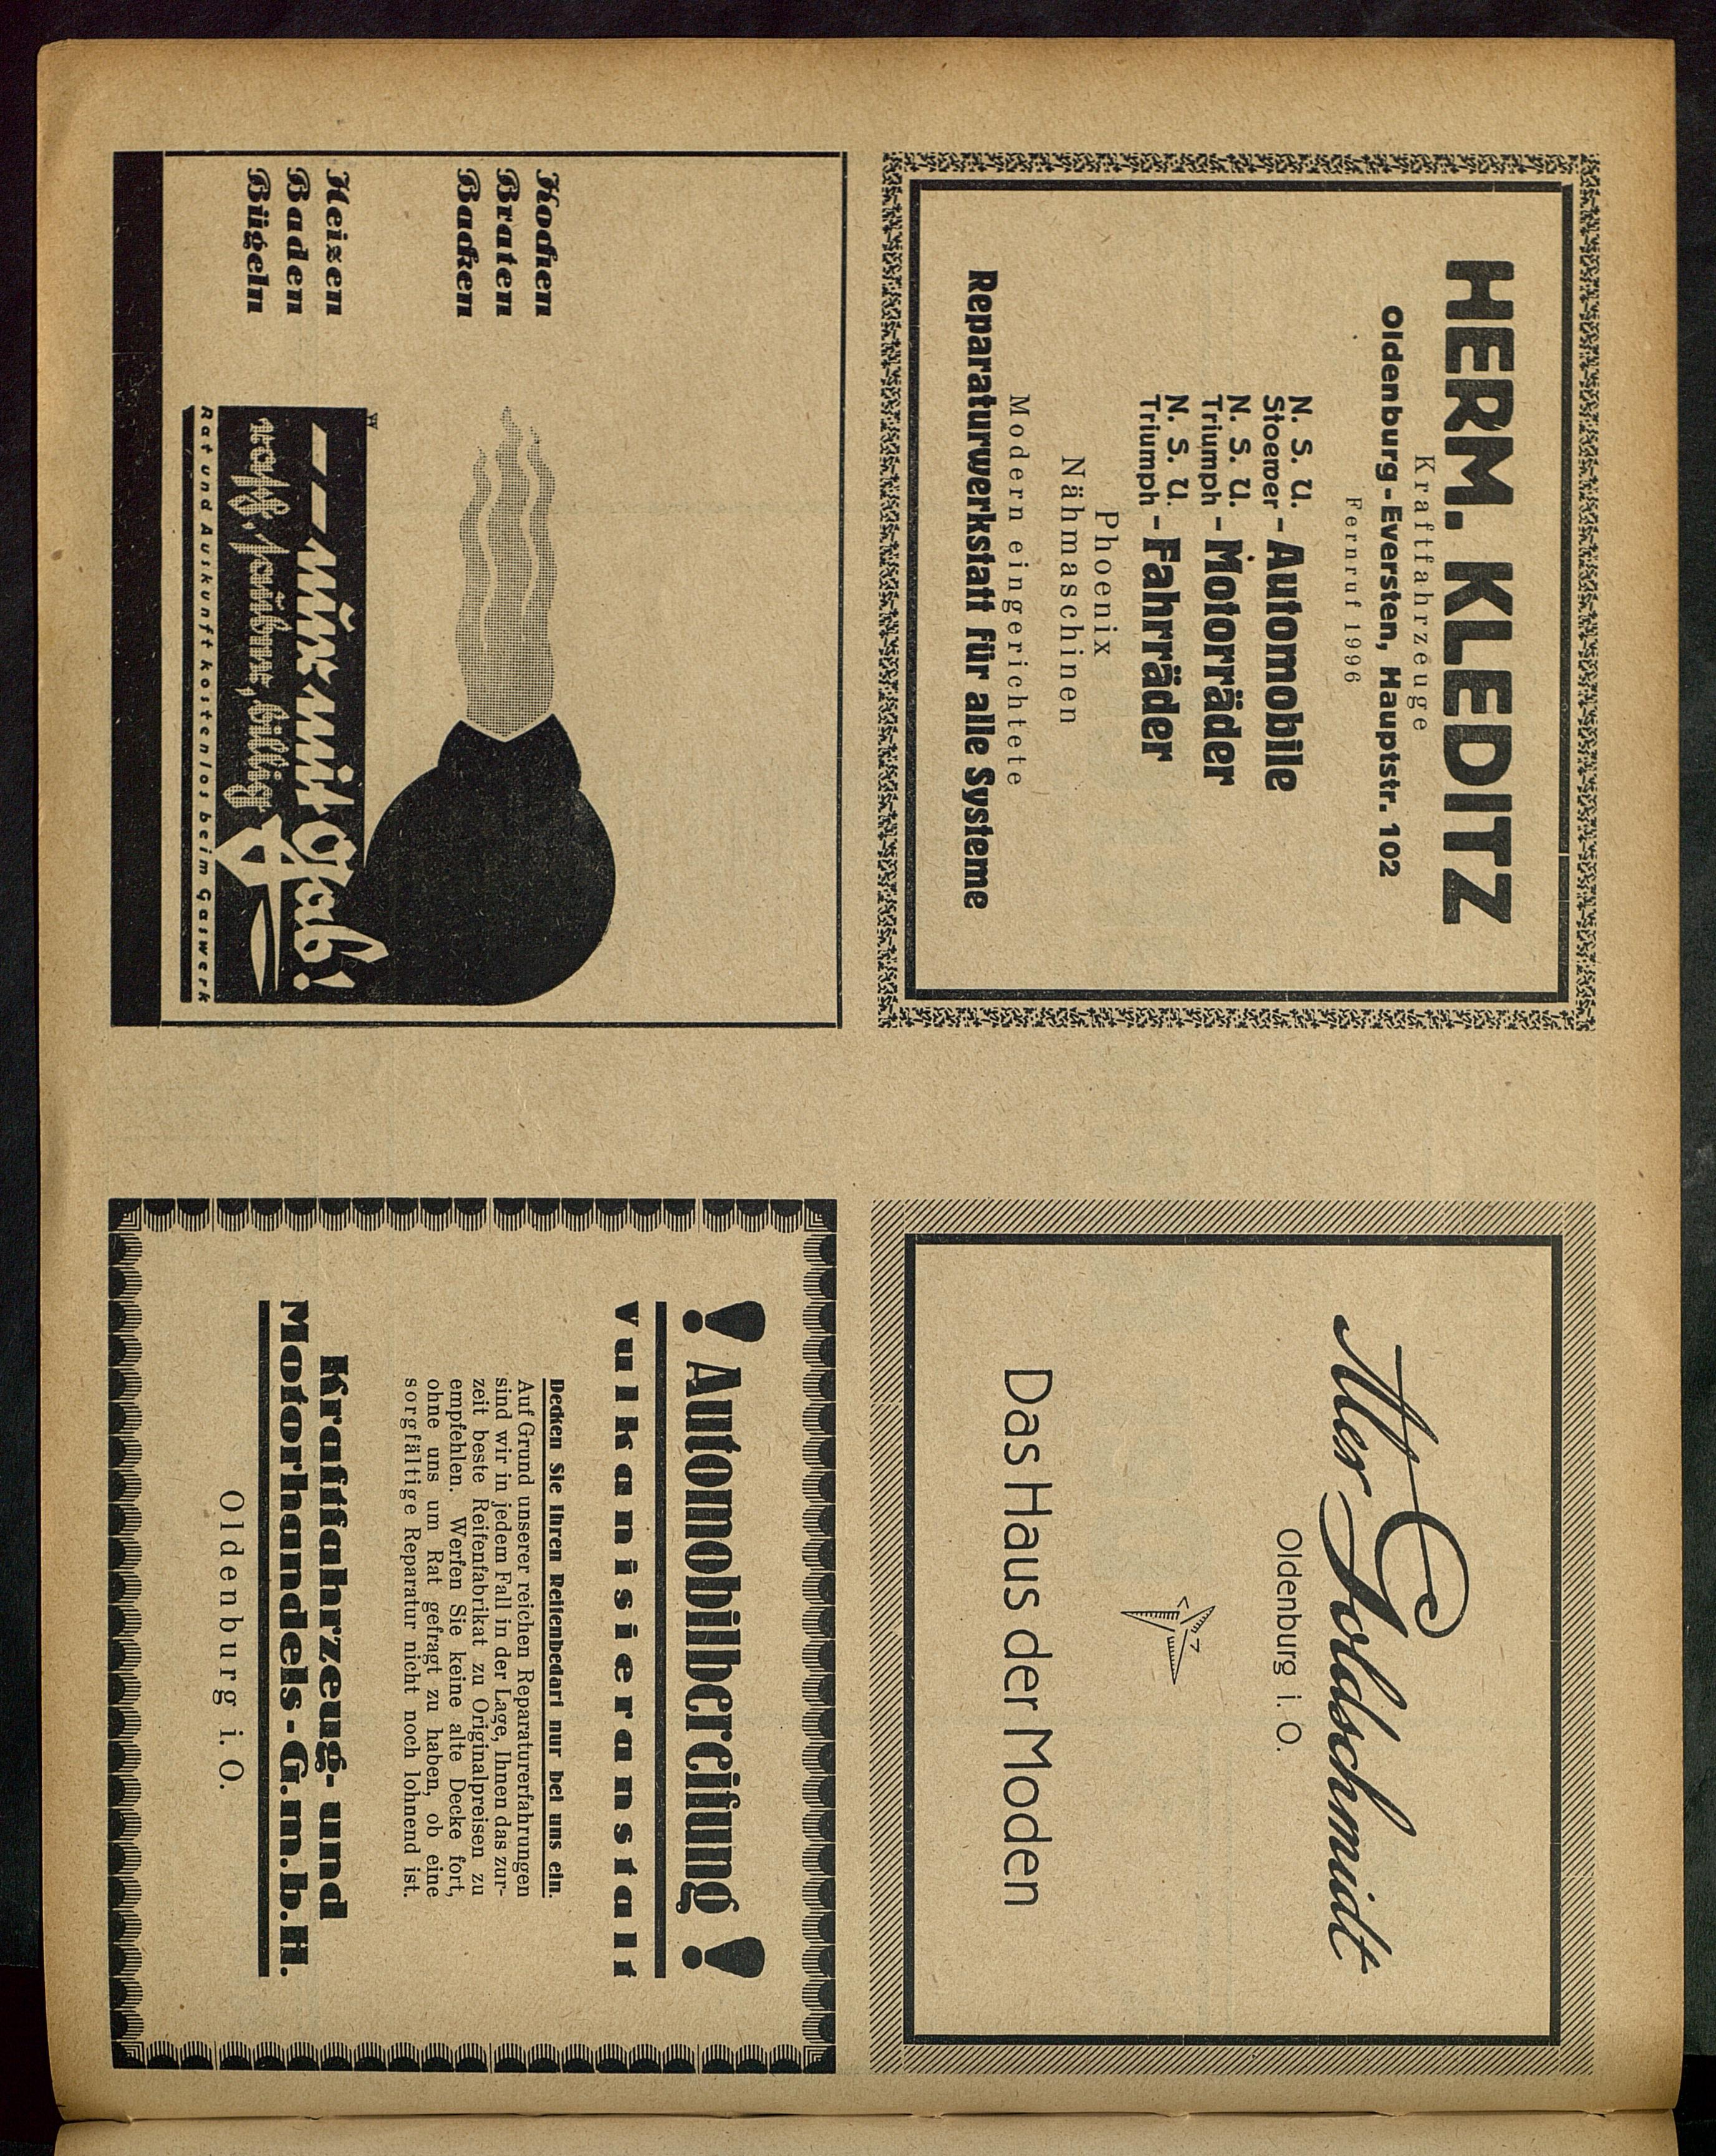 HERM. KLEDITZ
Kraftfahrzeuge
Oldenburg-Eversten, Hauptstr. 102
Fernruf 1996
N. S. U.
Stoewer - Automobile
N. S. U.
Triumph - Motorräder
N. S. U.
Triumph - Fahrräder
Phoenix
Nähmaschinen
Modern eingerichtete
Reparaturwerkstatt für alle Systeme
Alex Goldschmidt
Oldenburg i. O.
Das Haus der Moden
Kochen
Braten
Backen
Heizen
Baden
Bügeln
— — nur mit Gas!
rasch, sauber, billig
Rat und Auskunft kostenlos beim Gaswerk
! Automobilbereifung !
Vulkanisieranstalt
Decken Sie Ihren Reifenbedarf nur bei uns ein.
Auf Grund unserer reichen Reparaturerfahrungen
sind wir in jedem Fall in der Lage, Ihnen das zur-
zeit beste Reifenfabrikat zu Originalpreisen zu
empfehlen. Werfen Sie keine alte Decke fort,
ohne uns um Rat gefragt zu haben, ob eine
sorgfältige Reparatur nicht noch lohnend ist.
Kraftfahrzeug- und
Motorhandels-G.m.b.H.
Oldenburg i. O.